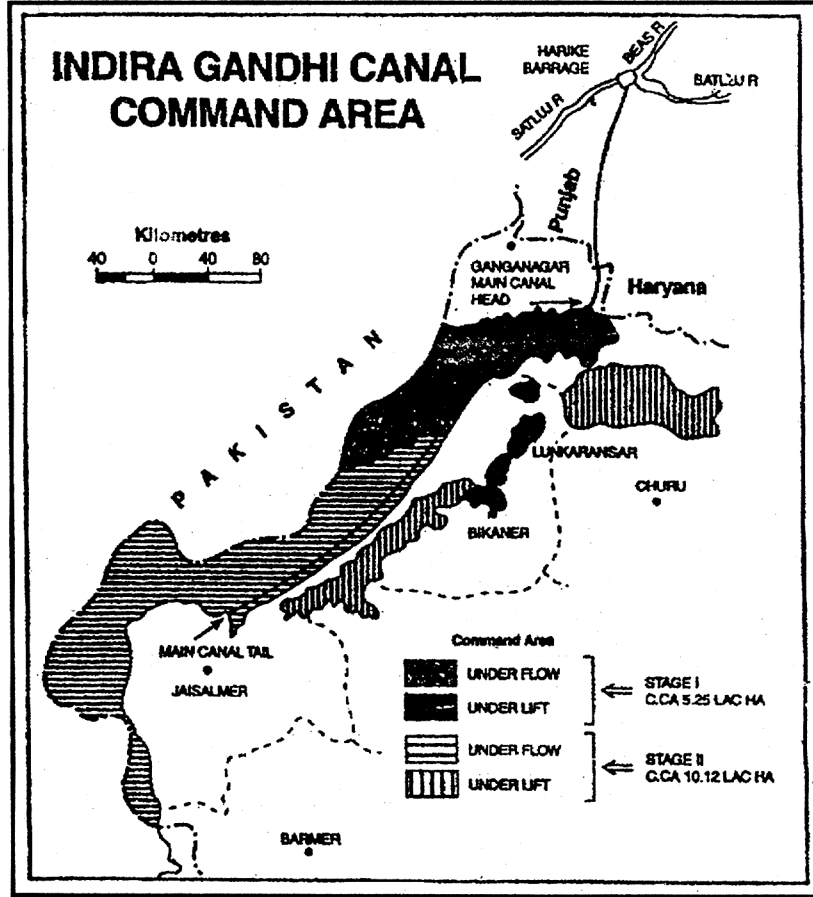 INDIRA GANDHI CANAL
COMMAND AREA
HARIKE
BARRAGE
BEAS R
SATLUJ R
SATLUJ R
Punjab
Kilometres
40 0 40 80
GANGANAGAR
MAIN CANAL
HEAD
Haryana
PAKISTAN
LUNKARANSAR
CHURU
BIKANER
MAIN CANAL TAIL
JAISALMER
Command Area
UNDER FLOW
UNDER LIFT
STAGE I
C.CA 5.25 LAC HA
UNDER FLOW
UNDER LIFT
STAGE II
C.CA 10.12 LAC HA
BARMER